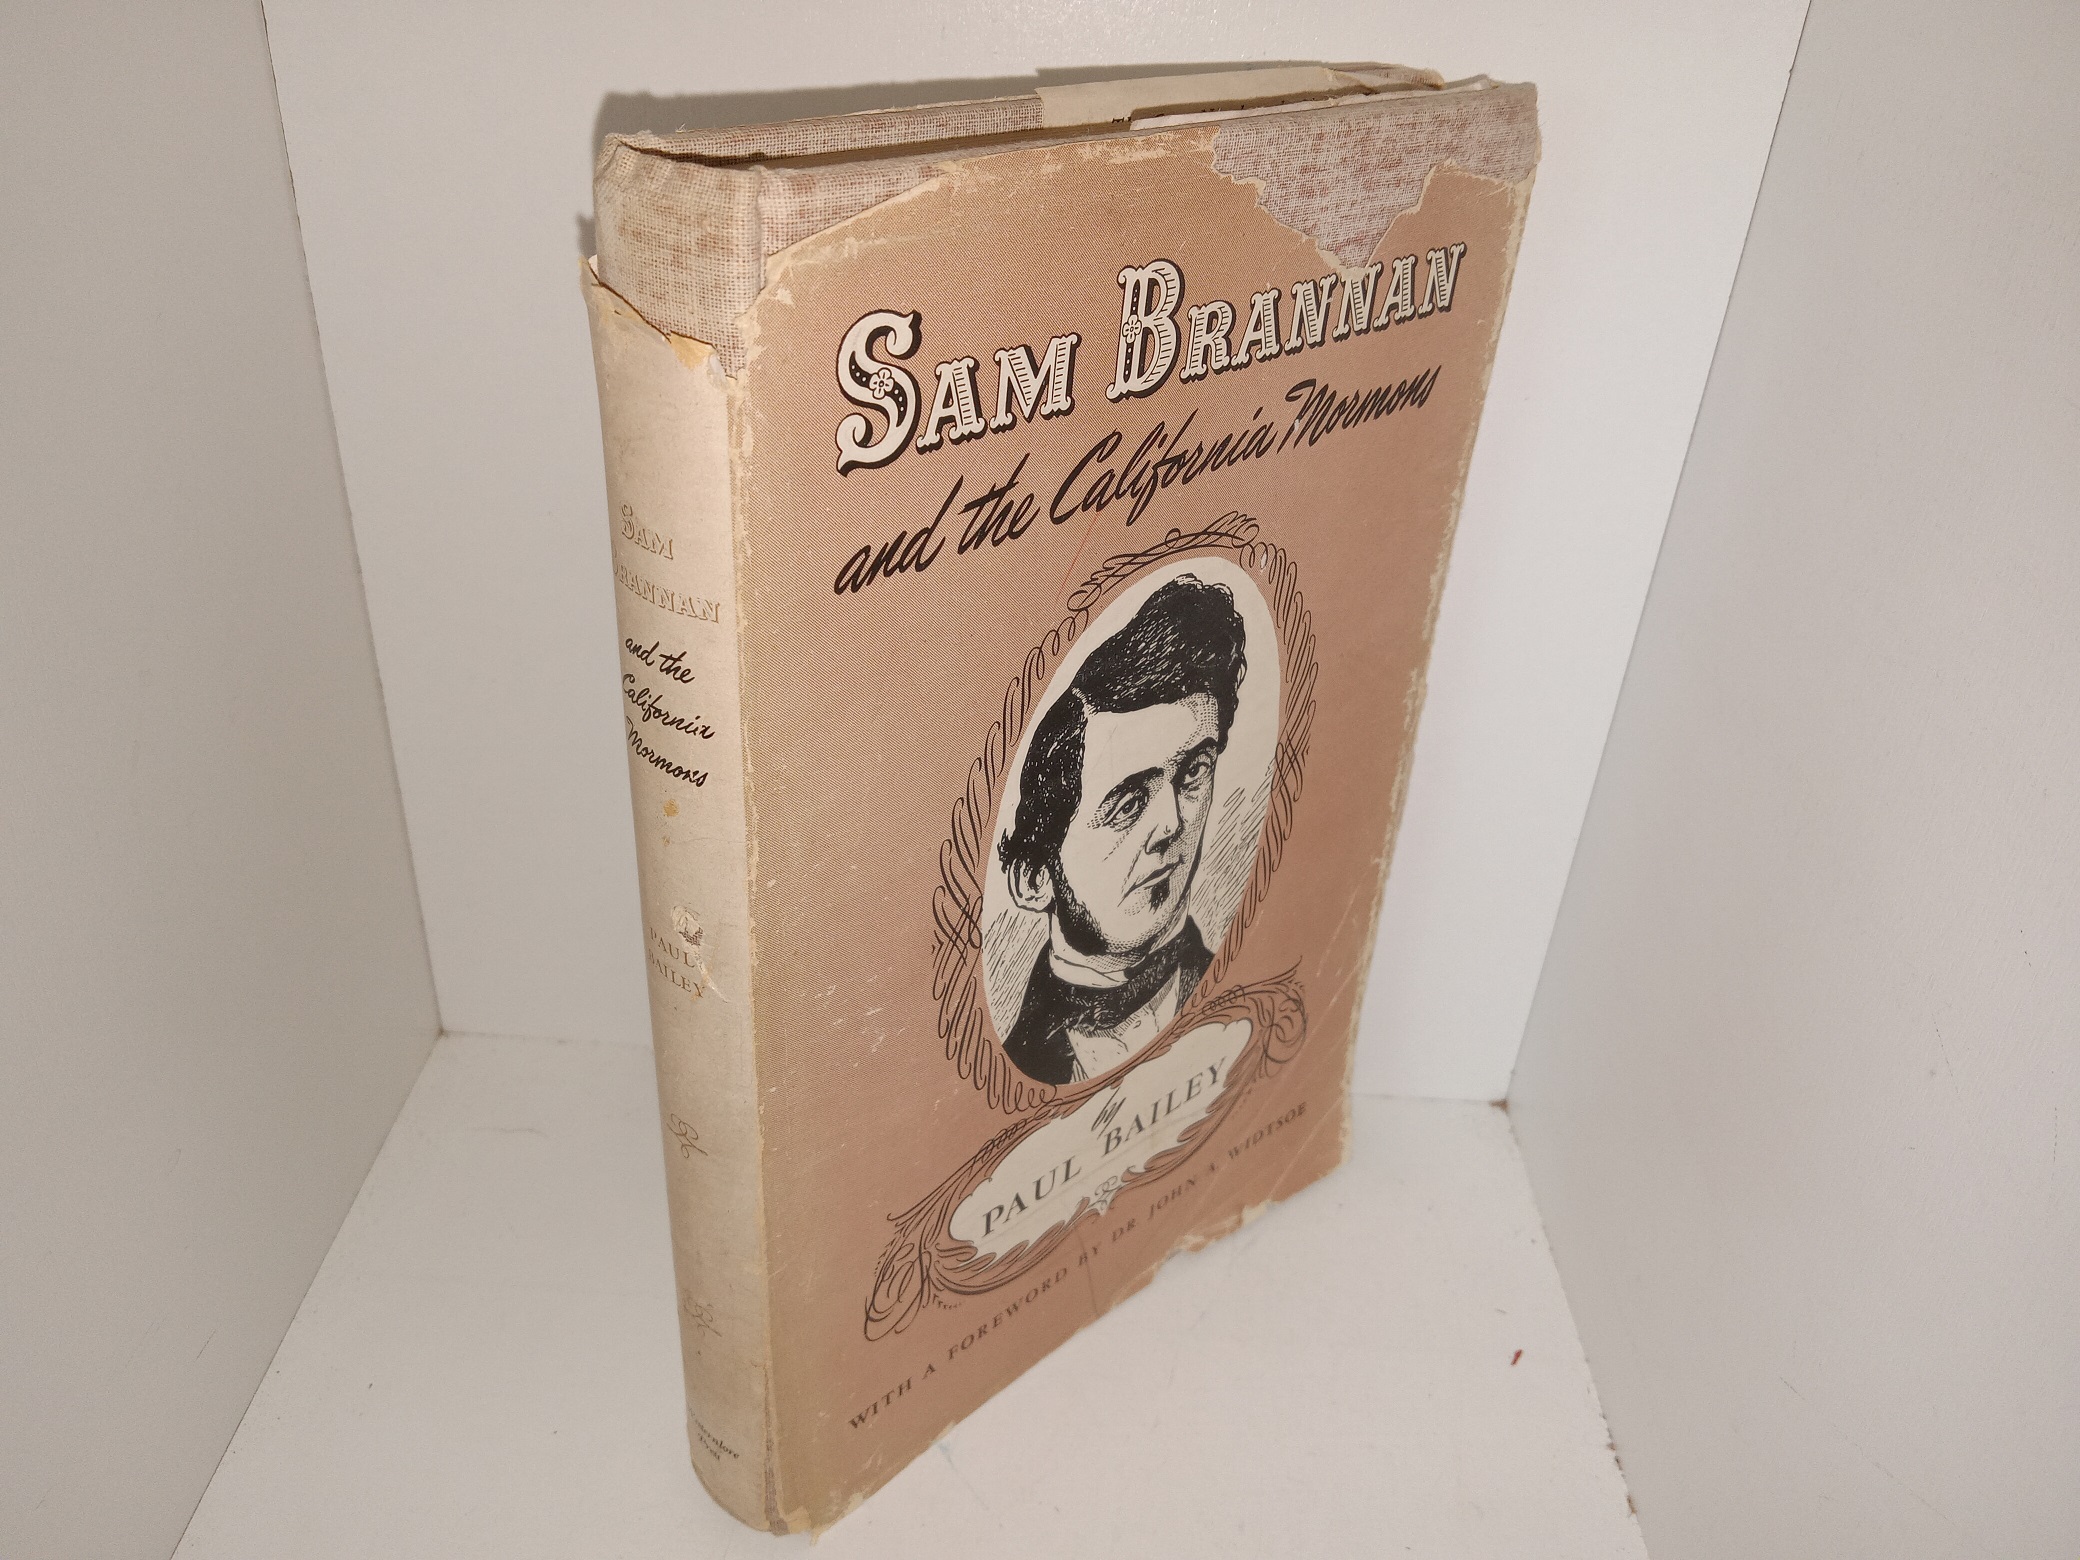 SAM BRANNAN
and the California Mormons
by
PAUL BAILEY
WITH A FOREWORD BY DR. JOHN A. WIDTSOE
SAM
BRANNAN
and the
California
Mormons
PAUL
BAILEY